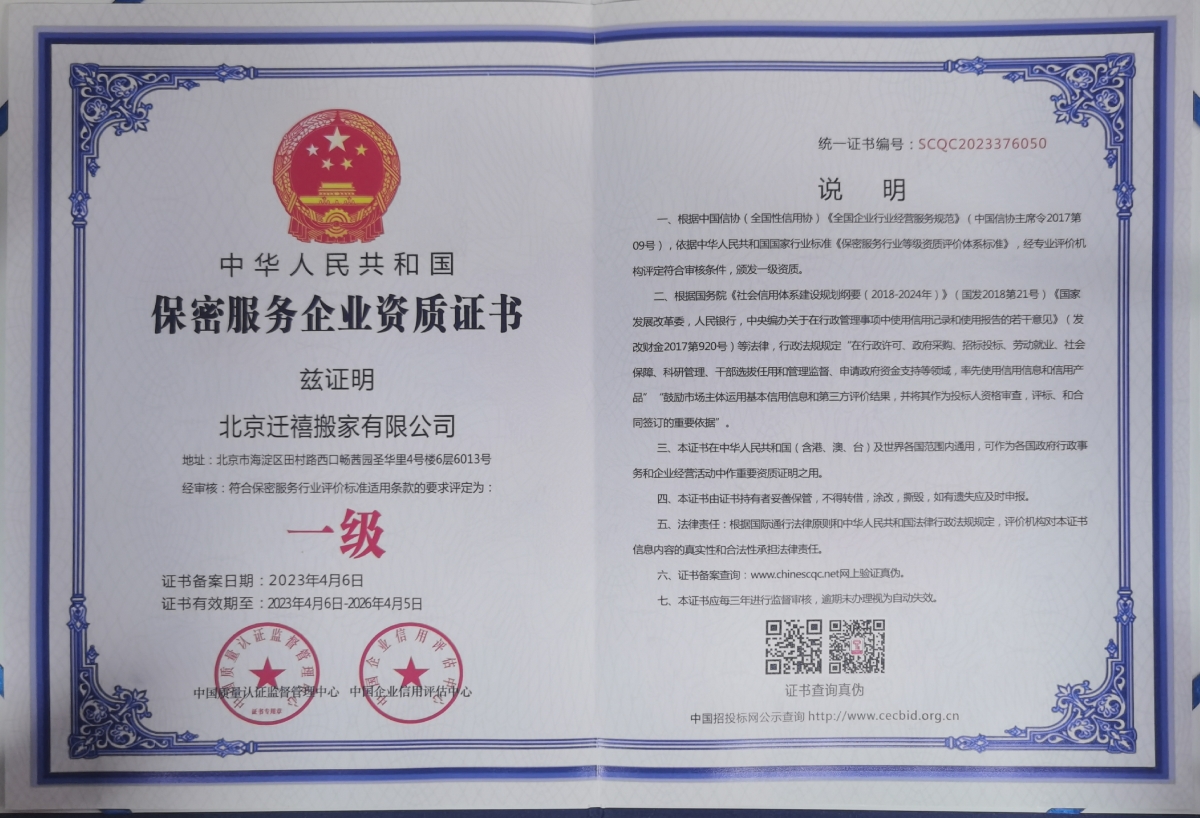 中华人民共和国
保密服务企业资质证书
兹证明
北京迁禧搬家有限公司
地址：北京市海淀区田村路西口畅茜园圣华里4号楼6层6013号
经审核：符合保密服务行业评价标准适用条款的要求评定为：
一级
证书备案日期：2023年4月6日
证书有效期至：2023年4月6日-2026年4月5日
中国质量认证监督管理中心
证书专用章
中国质量认证监督管理中心
中国企业信用评估中心
中国企业信用评估中心
统一证书编号：SCQC2023376050
说 明
一、根据中国信协（全国性信用协）《全国企业行业经营服务规范》（中国信协主席令2017第
09号），依据中华人民共和国国家行业标准《保密服务行业等级资质评价体系标准》，经专业评价机
构评定符合审核条件，颁发一级资质。
二、根据国务院《社会信用体系建设规划纲要（2018-2024年）》（国发2018第21号）《国家
发展改革委，人民银行，中央编办关于在行政管理事项中使用信用记录和使用报告的若干意见》（发
改财金2017第920号）等法律，行政法规规定“在行政许可、政府采购、招标投标、劳动就业、社会
保障、科研管理、干部选拔任用和管理监督、申请政府资金支持等领域，率先使用信用信息和信用产
品”“鼓励市场主体运用基本信用信息和第三方评价结果，并将其作为投标人资格审查，评标、和合
同签订的重要依据”。
三、本证书在中华人民共和国（含港、澳、台）及世界各国范围内通用，可作为各国政府行政事
务和企业经营活动中作重要资质证明之用。
四、本证书由证书持有者妥善保管，不得转借，涂改，撕毁，如有遗失应及时申报。
五、法律责任：根据国际通行法律原则和中华人民共和国法律行政法规规定，评价机构对本证书
信息内容的真实性和合法性承担法律责任。
六、证书备案查询：www.chinescqc.net网上验证真伪。
七、本证书应每三年进行监督审核，逾期未办理视为自动失效。
证书查询真伪
中国招投标网公示查询 http://www.cecbid.org.cn